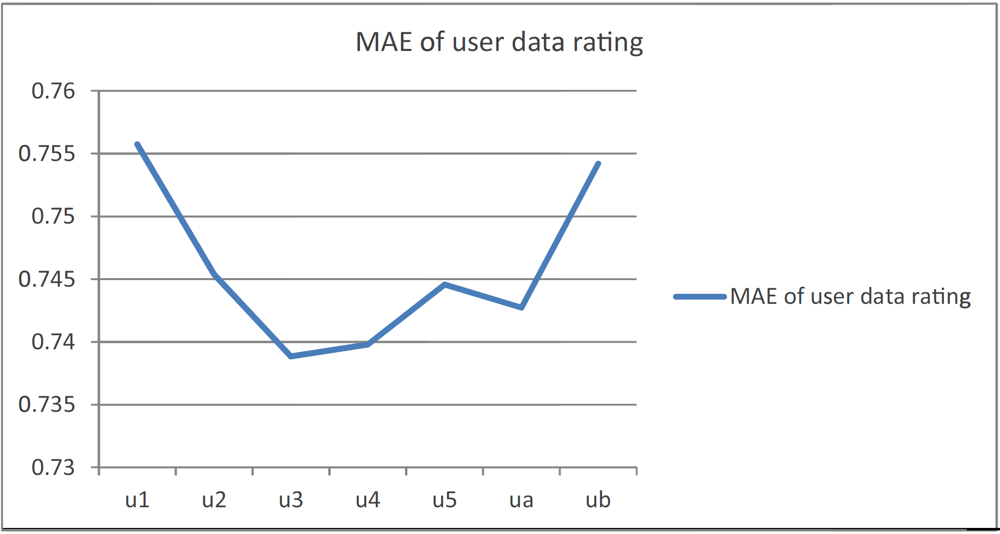 MAE of user data rating
0.76
0.755
0.75
0.745
0.74
0.735
0.73
u1 u2 u3 u4 u5 ua ub
MAE of user data rating